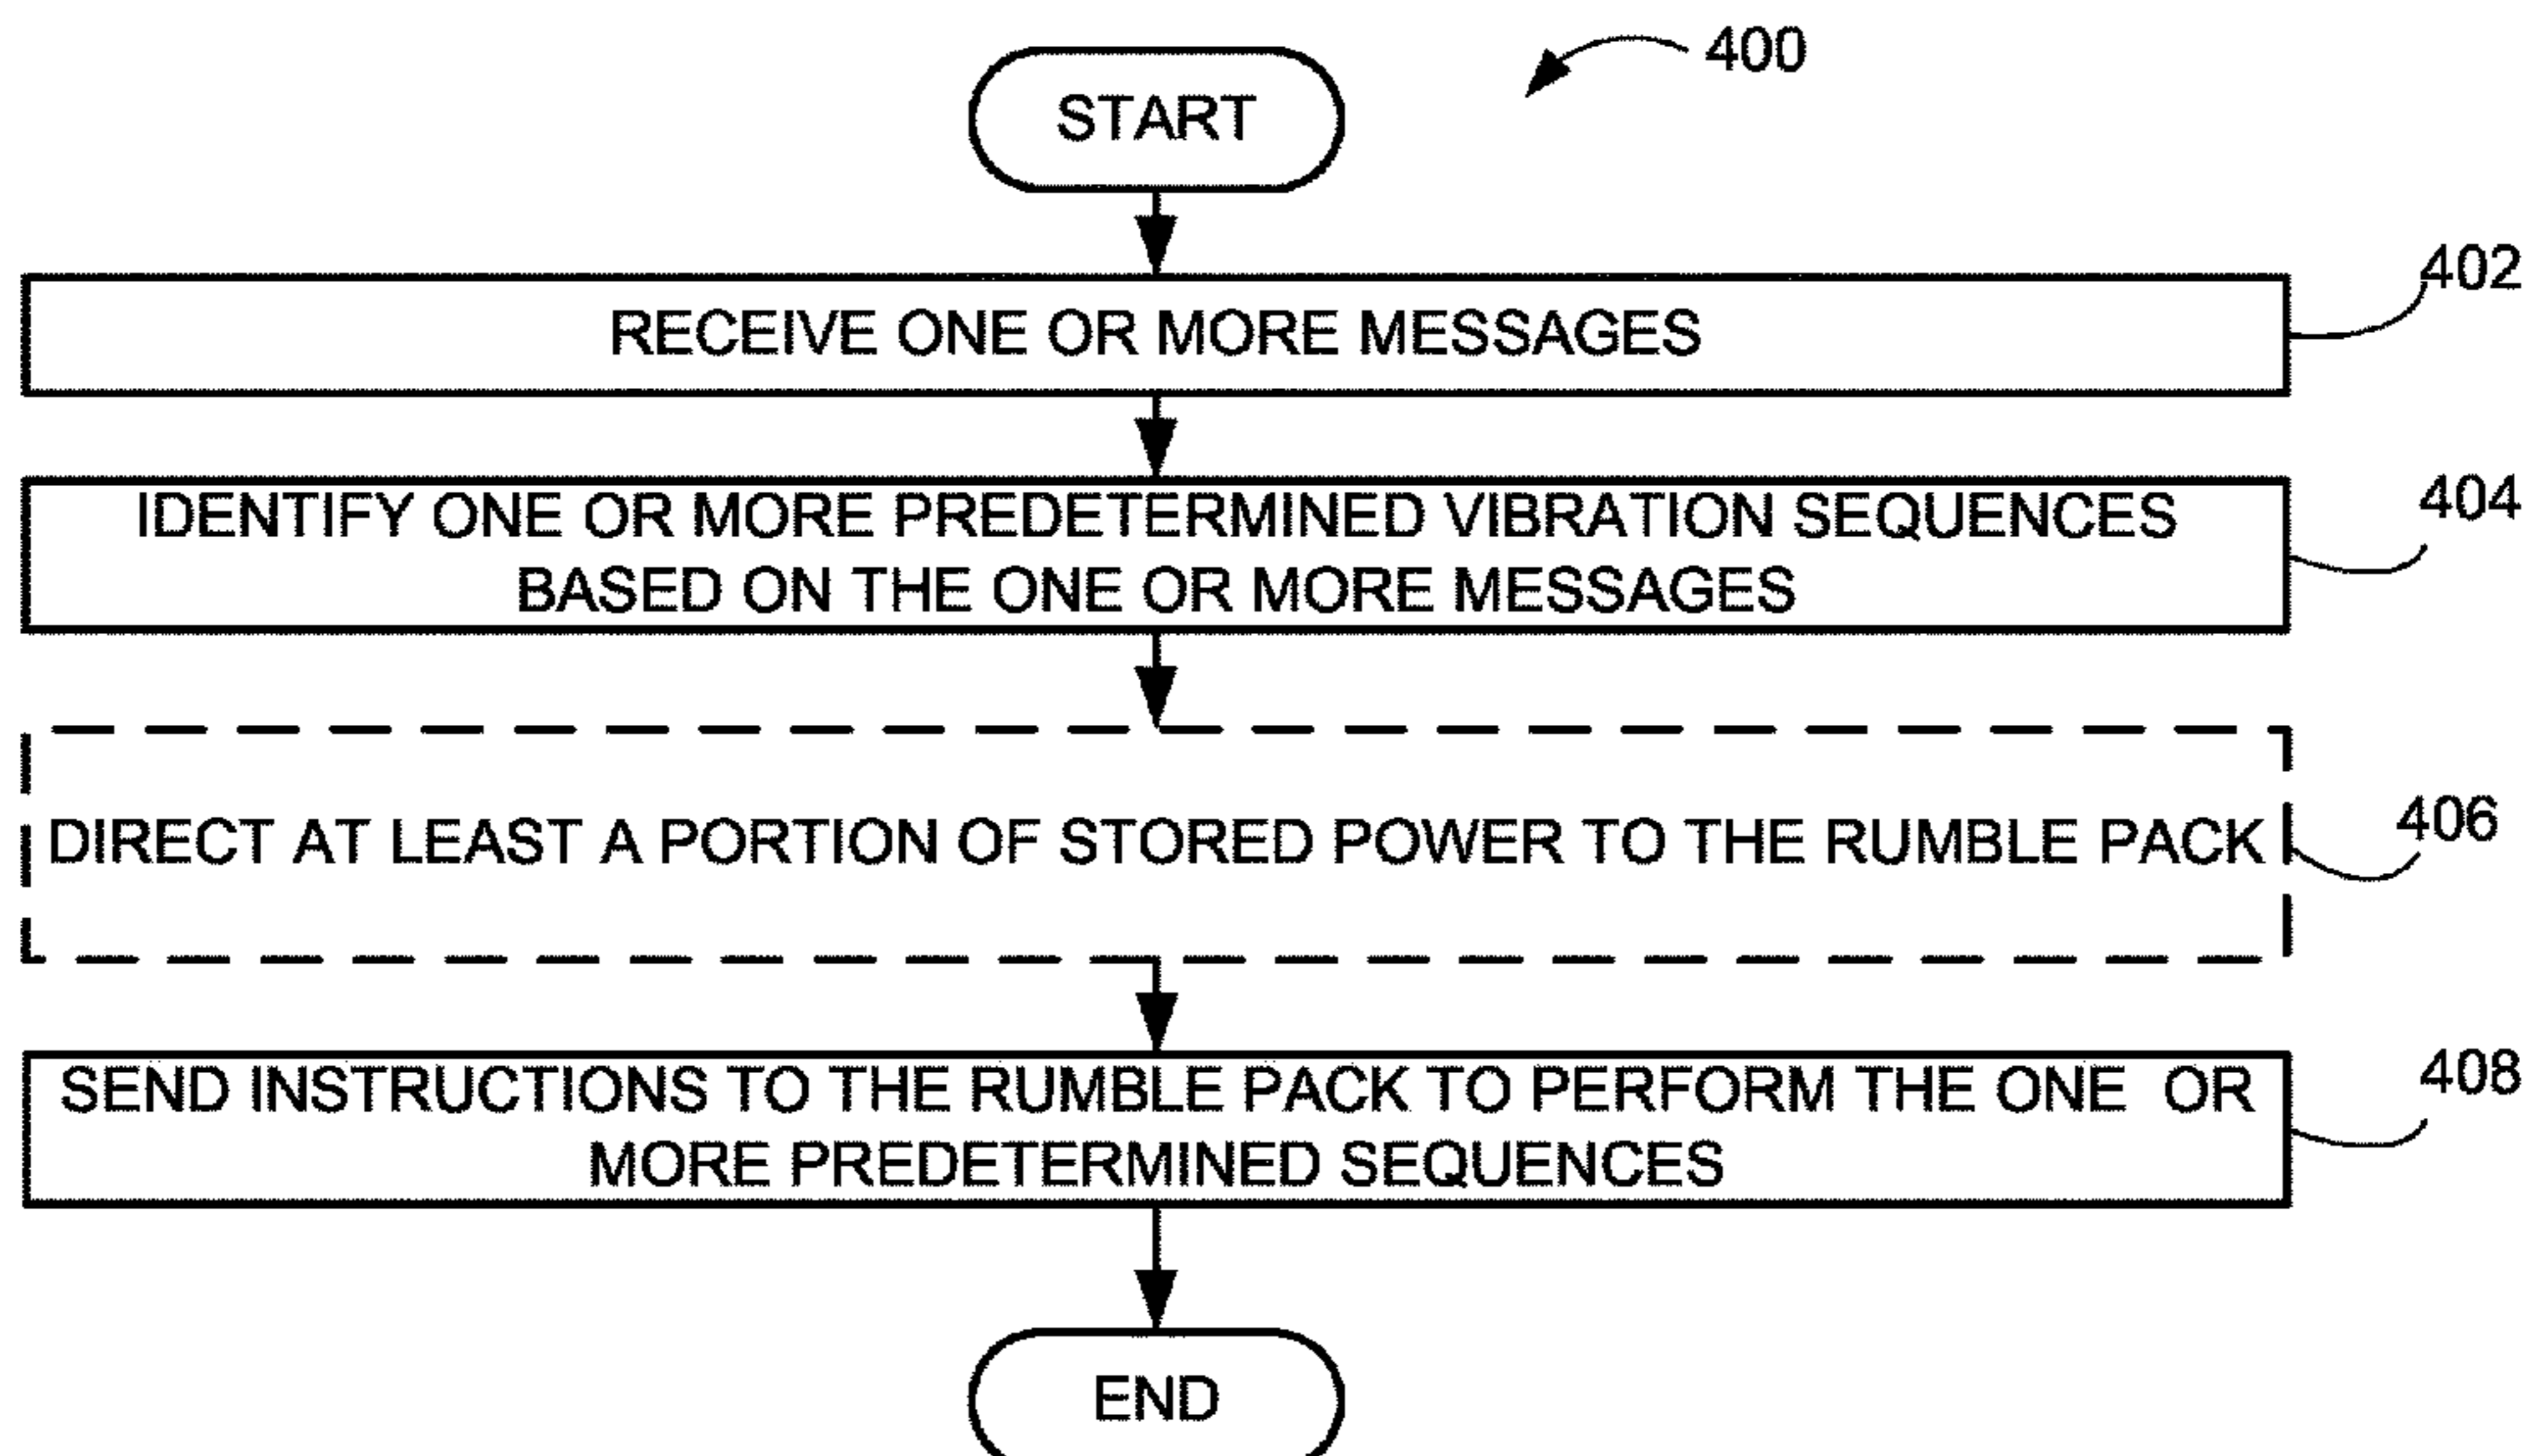 400
START
402
RECEIVE ONE OR MORE MESSAGES
404
IDENTIFY ONE OR MORE PREDETERMINED VIBRATION SEQUENCES
BASED ON THE ONE OR MORE MESSAGES
406
DIRECT AT LEAST A PORTION OF STORED POWER TO THE RUMBLE PACK
408
SEND INSTRUCTIONS TO THE RUMBLE PACK TO PERFORM THE ONE OR
MORE PREDETERMINED SEQUENCES
END